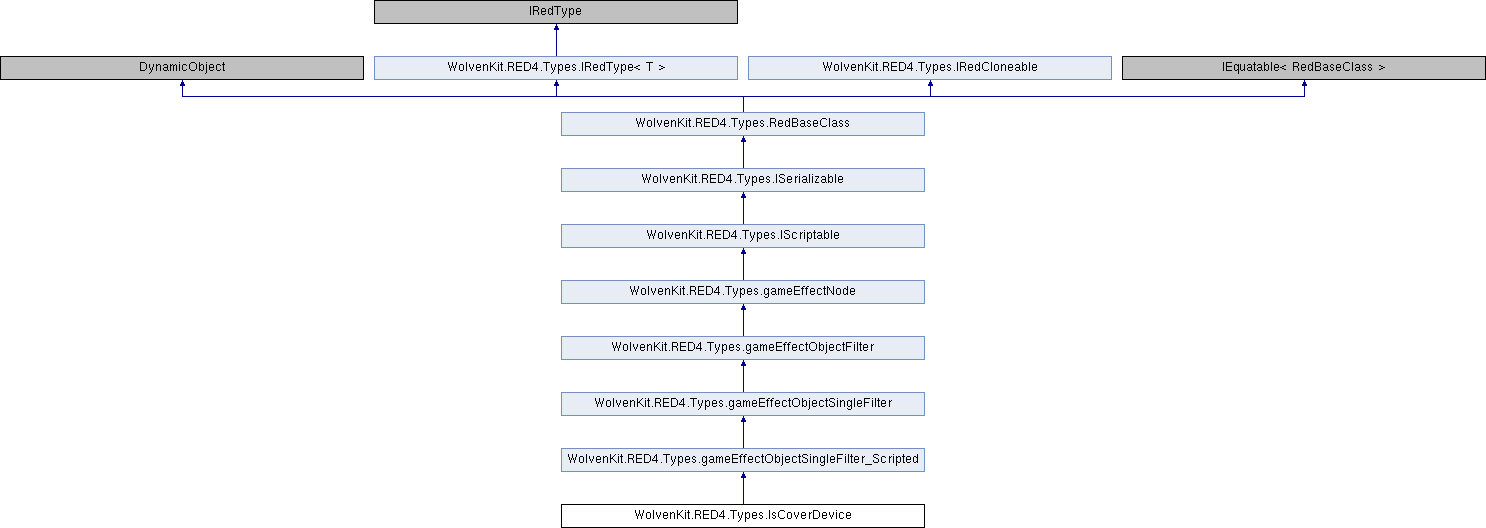 IRedType
DynamicObject
WolvenKit.RED4.Types.IRedType< T >
WolvenKit.RED4.Types.IRedCloneable
IEquatable< RedBaseClass >
WolvenKit.RED4.Types.RedBaseClass
WolvenKit.RED4.Types.ISerializable
WolvenKit.RED4.Types.IScriptable
WolvenKit.RED4.Types.gameEffectNode
WolvenKit.RED4.Types.gameEffectObjectFilter
WolvenKit.RED4.Types.gameEffectObjectSingleFilter
WolvenKit.RED4.Types.gameEffectObjectSingleFilter_Scripted
WolvenKit.RED4.Types.IsCoverDevice